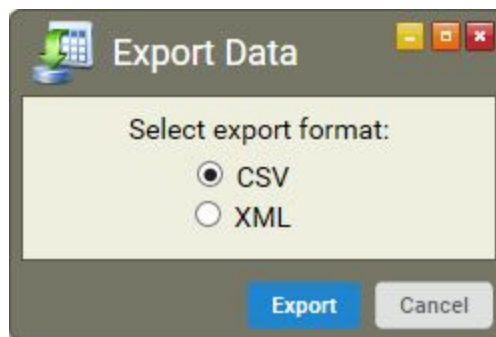 Export Data
Select export format:
CSV
XML
Export
Cancel